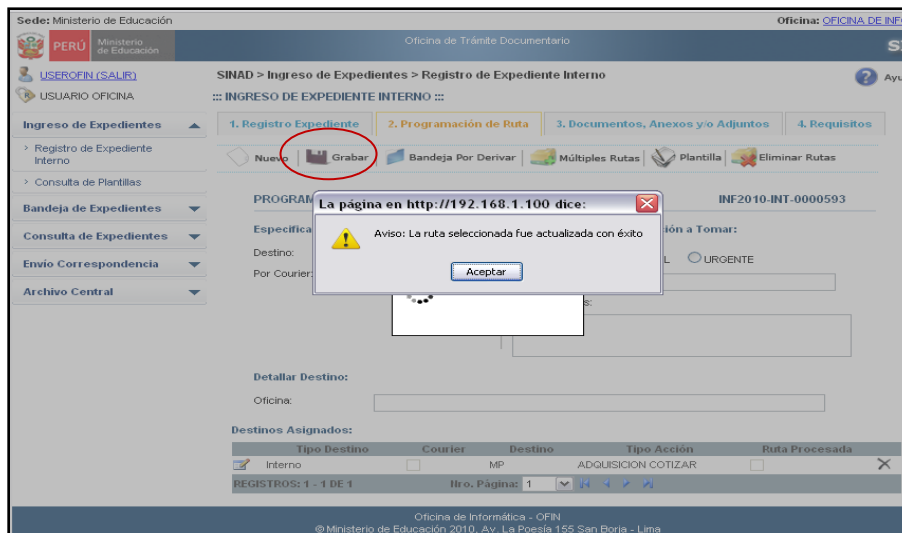 Sede: Ministerio de Educación
Oficina: OFICINA DE INF
PERÚ Ministerio de Educación
Oficina de Trámite Documentario
USEROFIN (SALIR)
USUARIO OFICINA
SINAD > Ingreso de Expedientes > Registro de Expediente Interno
Ayu
::: INGRESO DE EXPEDIENTE INTERNO :::
Ingreso de Expedientes
> Registro de Expediente
Interno
> Consulta de Plantillas
Bandeja de Expedientes
Consulta de Expedientes
Envío Correspondencia
Archivo Central
1. Registro Expediente
2. Programación de Ruta
3. Documentos, Anexos y/o Adjuntos
4. Requisitos
Nuevo
Grabar
Bandeja Por Derivar
Múltiples Rutas
Plantilla
Eliminar Rutas
PROGRAM
INF2010-INT-0000593
La página en http://192.168.1.100 dice:
Aviso: La ruta seleccionada fue actualizada con éxito
Aceptar
Especifica
ión a Tomar:
Destino:
L
URGENTE
Por Courier:
s:
Detallar Destino:
Oficina:
Destinos Asignados:
Tipo Destino Courier Destino Tipo Acción Ruta Procesada
Interno MP ADQUISICION COTIZAR
REGISTROS: 1 - 1 DE 1 Nro. Página: 1
Oficina de Informática - OFIN
© Ministerio de Educación 2010, Av. La Poesía 155 San Borja - Lima